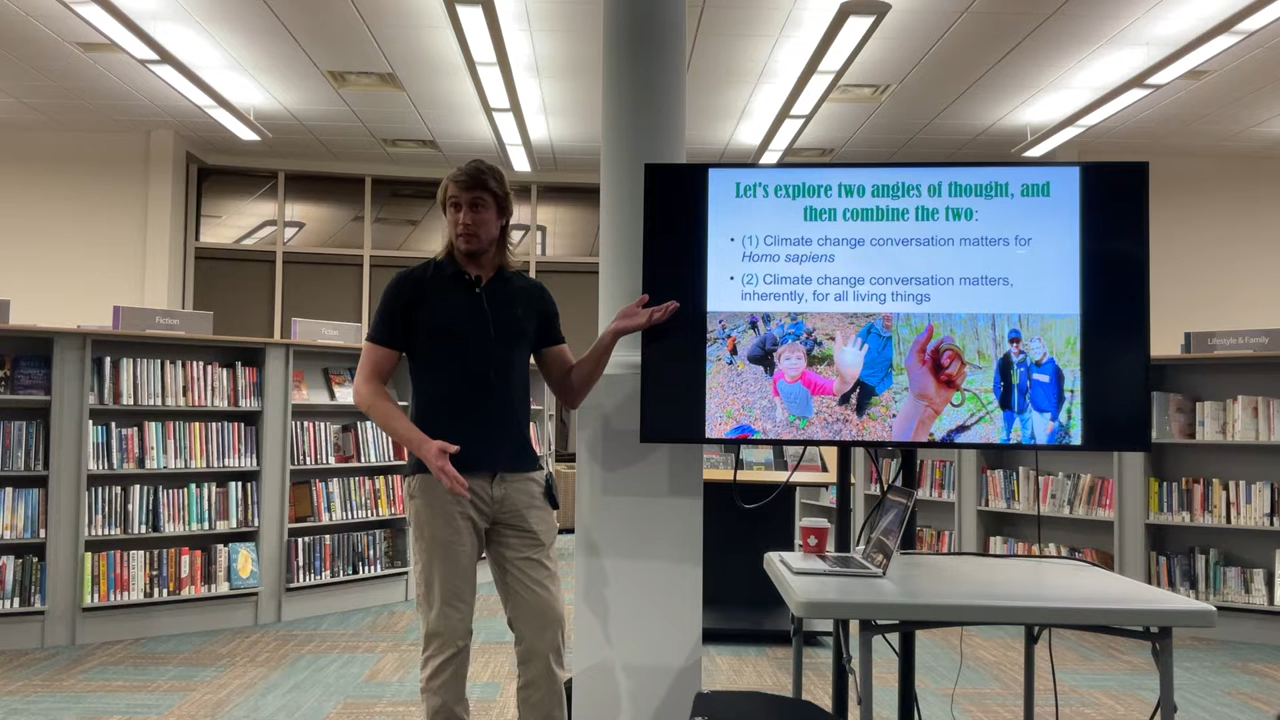 Let's explore two angles of thought, and
then combine the two:
• (1) Climate change conversation matters for
Homo sapiens
• (2) Climate change conversation matters,
inherently, for all living things
Fiction
Fiction
Lifestyle & Family